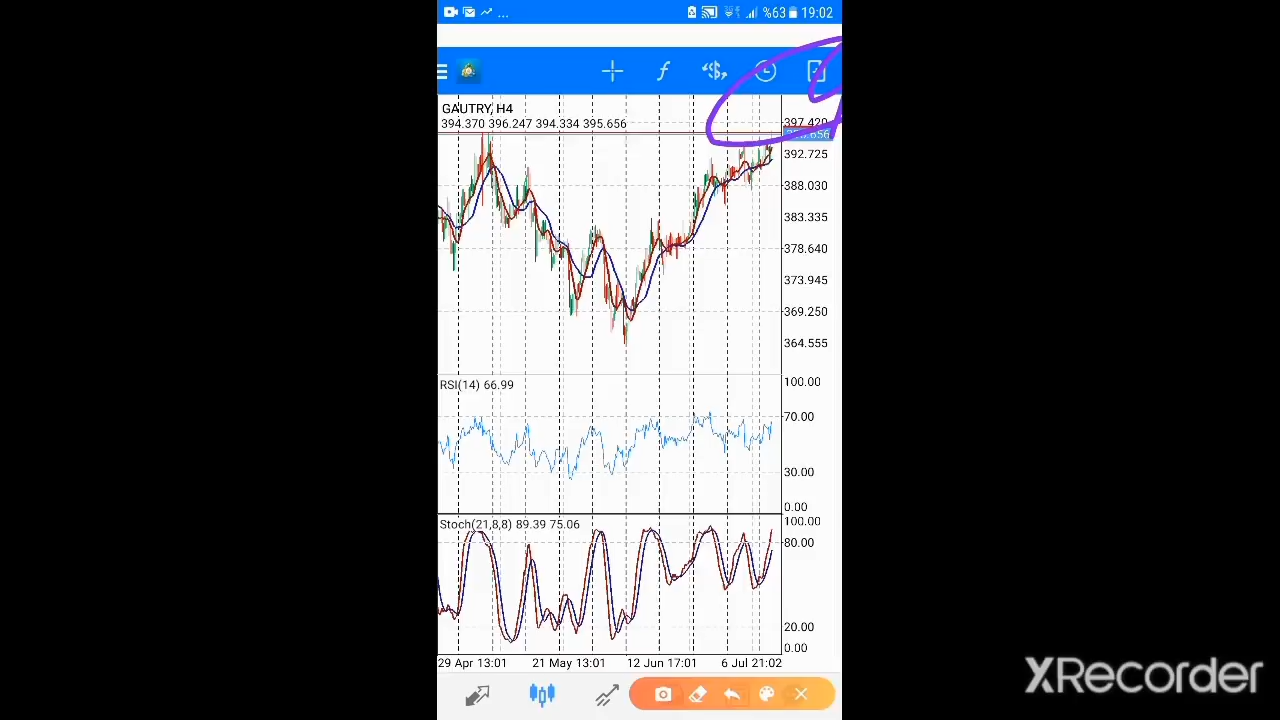 ... %63 19:02
f $
GAUTRY, H4
394.370 396.247 394.334 395.656
397.420
392.725
388.030
383.335
378.640
373.945
369.250
364.555
RSI(14) 66.99
100.00
70.00
30.00
0.00
Stoch(21,8,8) 89.39 75.06
100.00
80.00
20.00
0.00
29 Apr 13:01 21 May 13:01 12 Jun 17:01 6 Jul 21:02
XRecorder